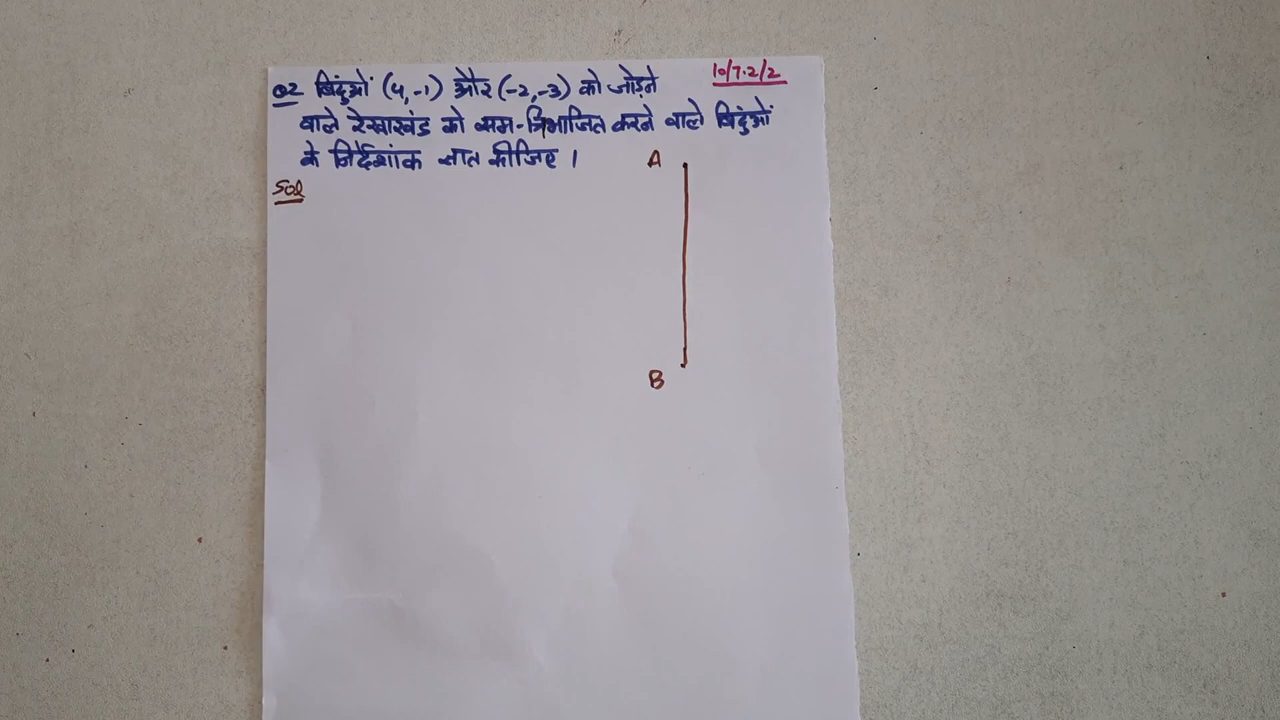 Q2 बिंदुओं (4,-1) और (-2,-3) को जोड़ने 10/7.2/2
वाले रेखाखंड को सम-त्रिभाजित करने वाले बिंदुओं
के निर्देशांक ज्ञात कीजिए ।
A
Sol
B